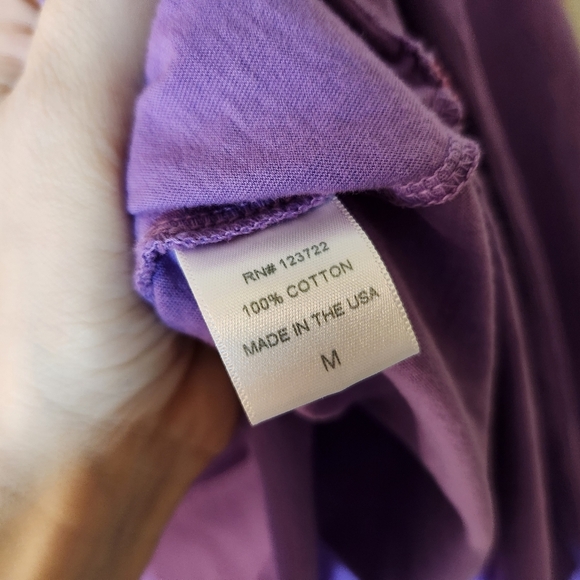 RN# 123722
100% COTTON
MADE IN THE USA
M